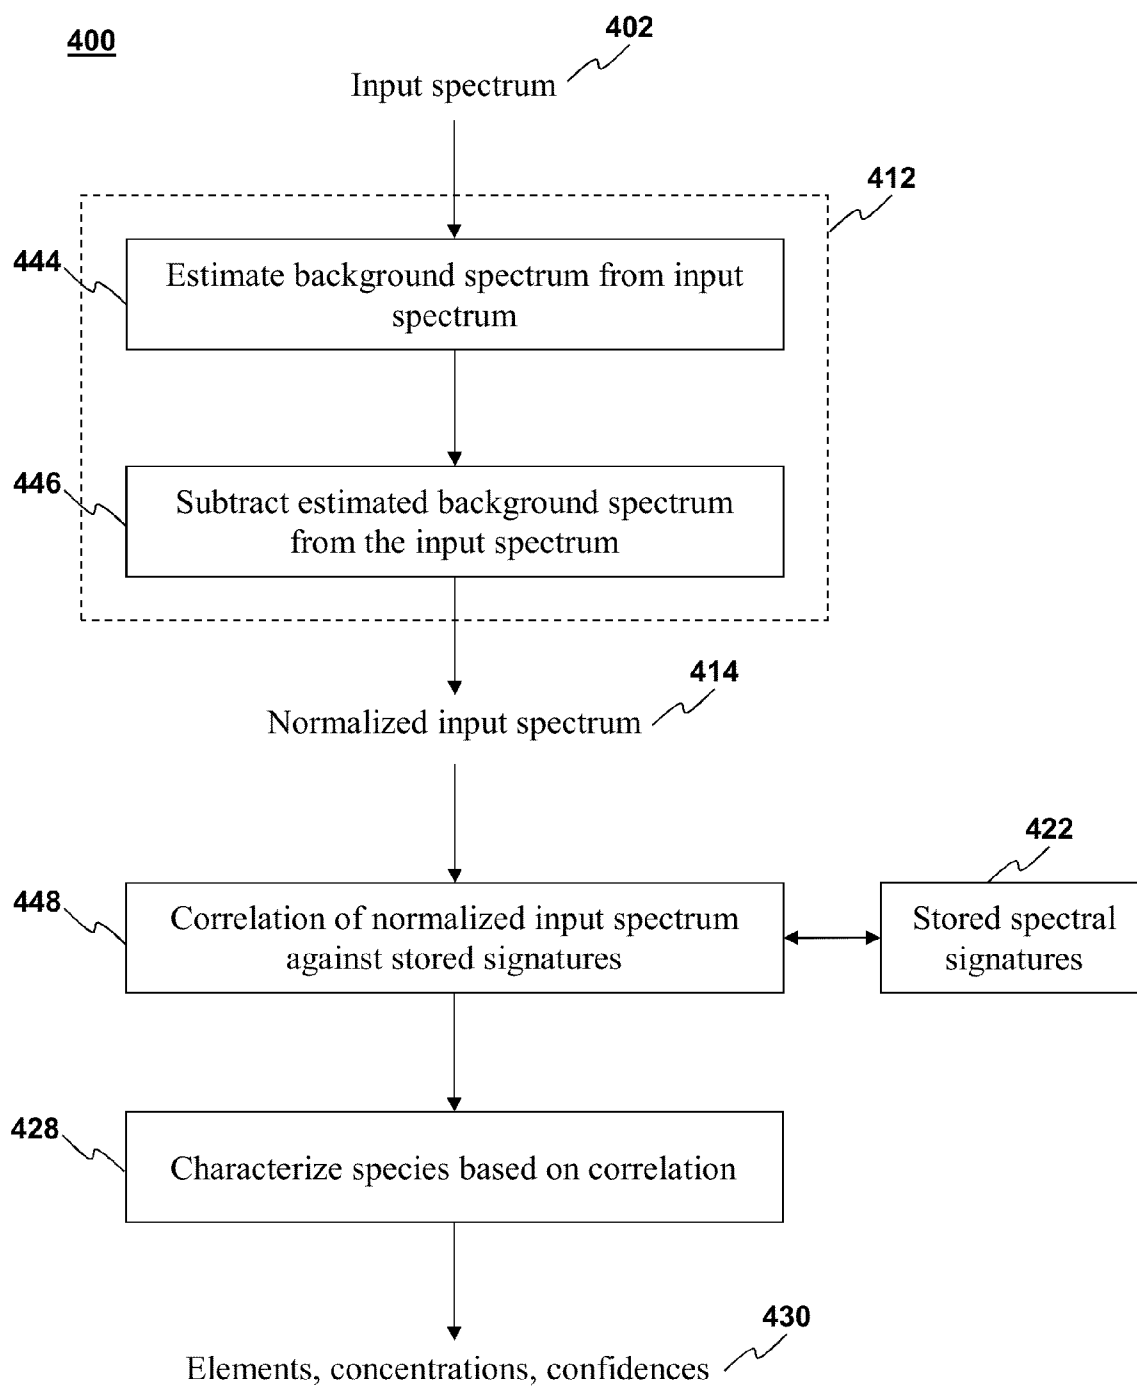 400
402
Input spectrum
412
444
Estimate background spectrum from input
spectrum
446
Subtract estimated background spectrum
from the input spectrum
414
Normalized input spectrum
422
448
Correlation of normalized input spectrum
against stored signatures
Stored spectral
signatures
428
Characterize species based on correlation
430
Elements, concentrations, confidences